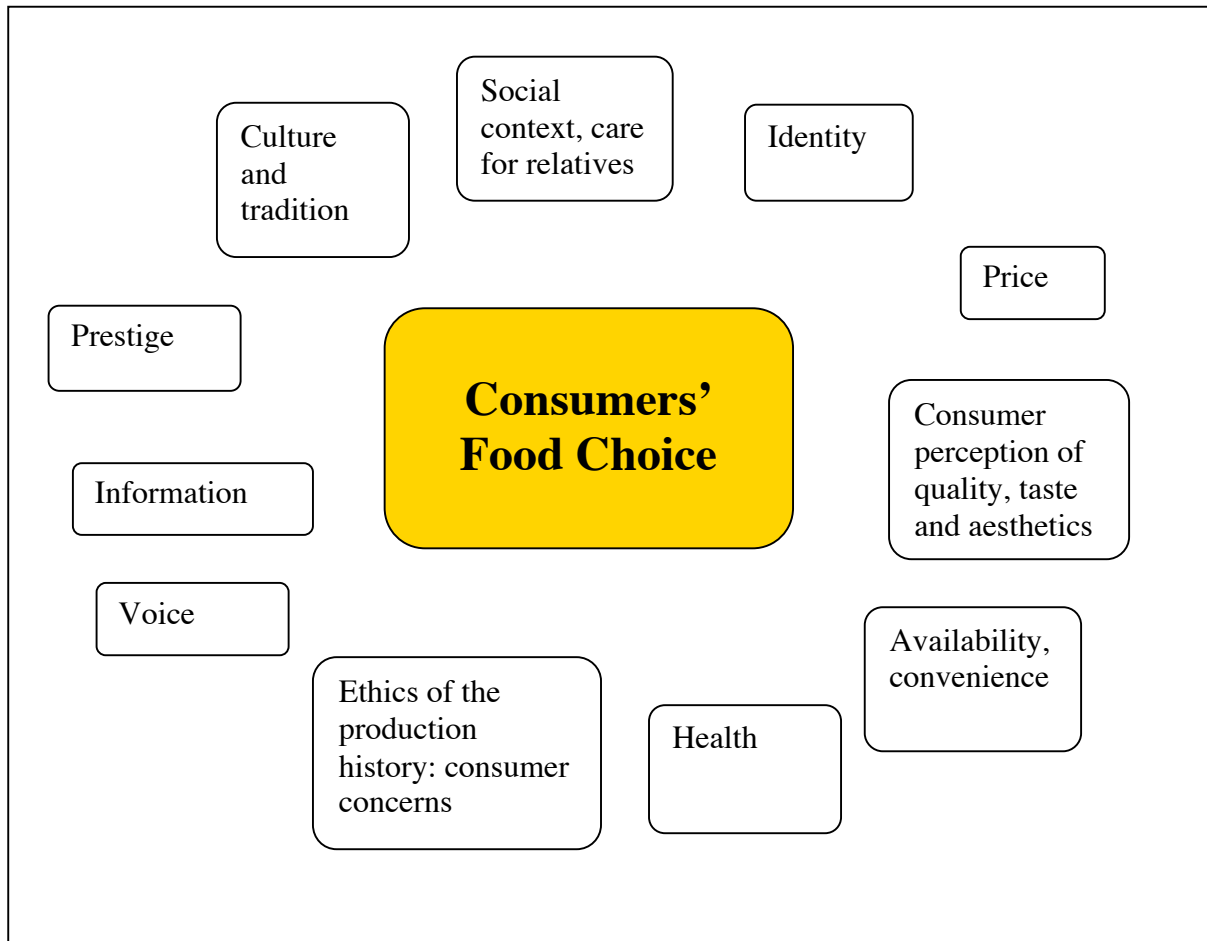 Social
context, care
for relatives
Culture
and
tradition
Identity
Price
Prestige
Consumers’
Food Choice
Consumer
perception of
quality, taste
and aesthetics
Information
Voice
Availability,
convenience
Ethics of the
production
history: consumer
concerns
Health